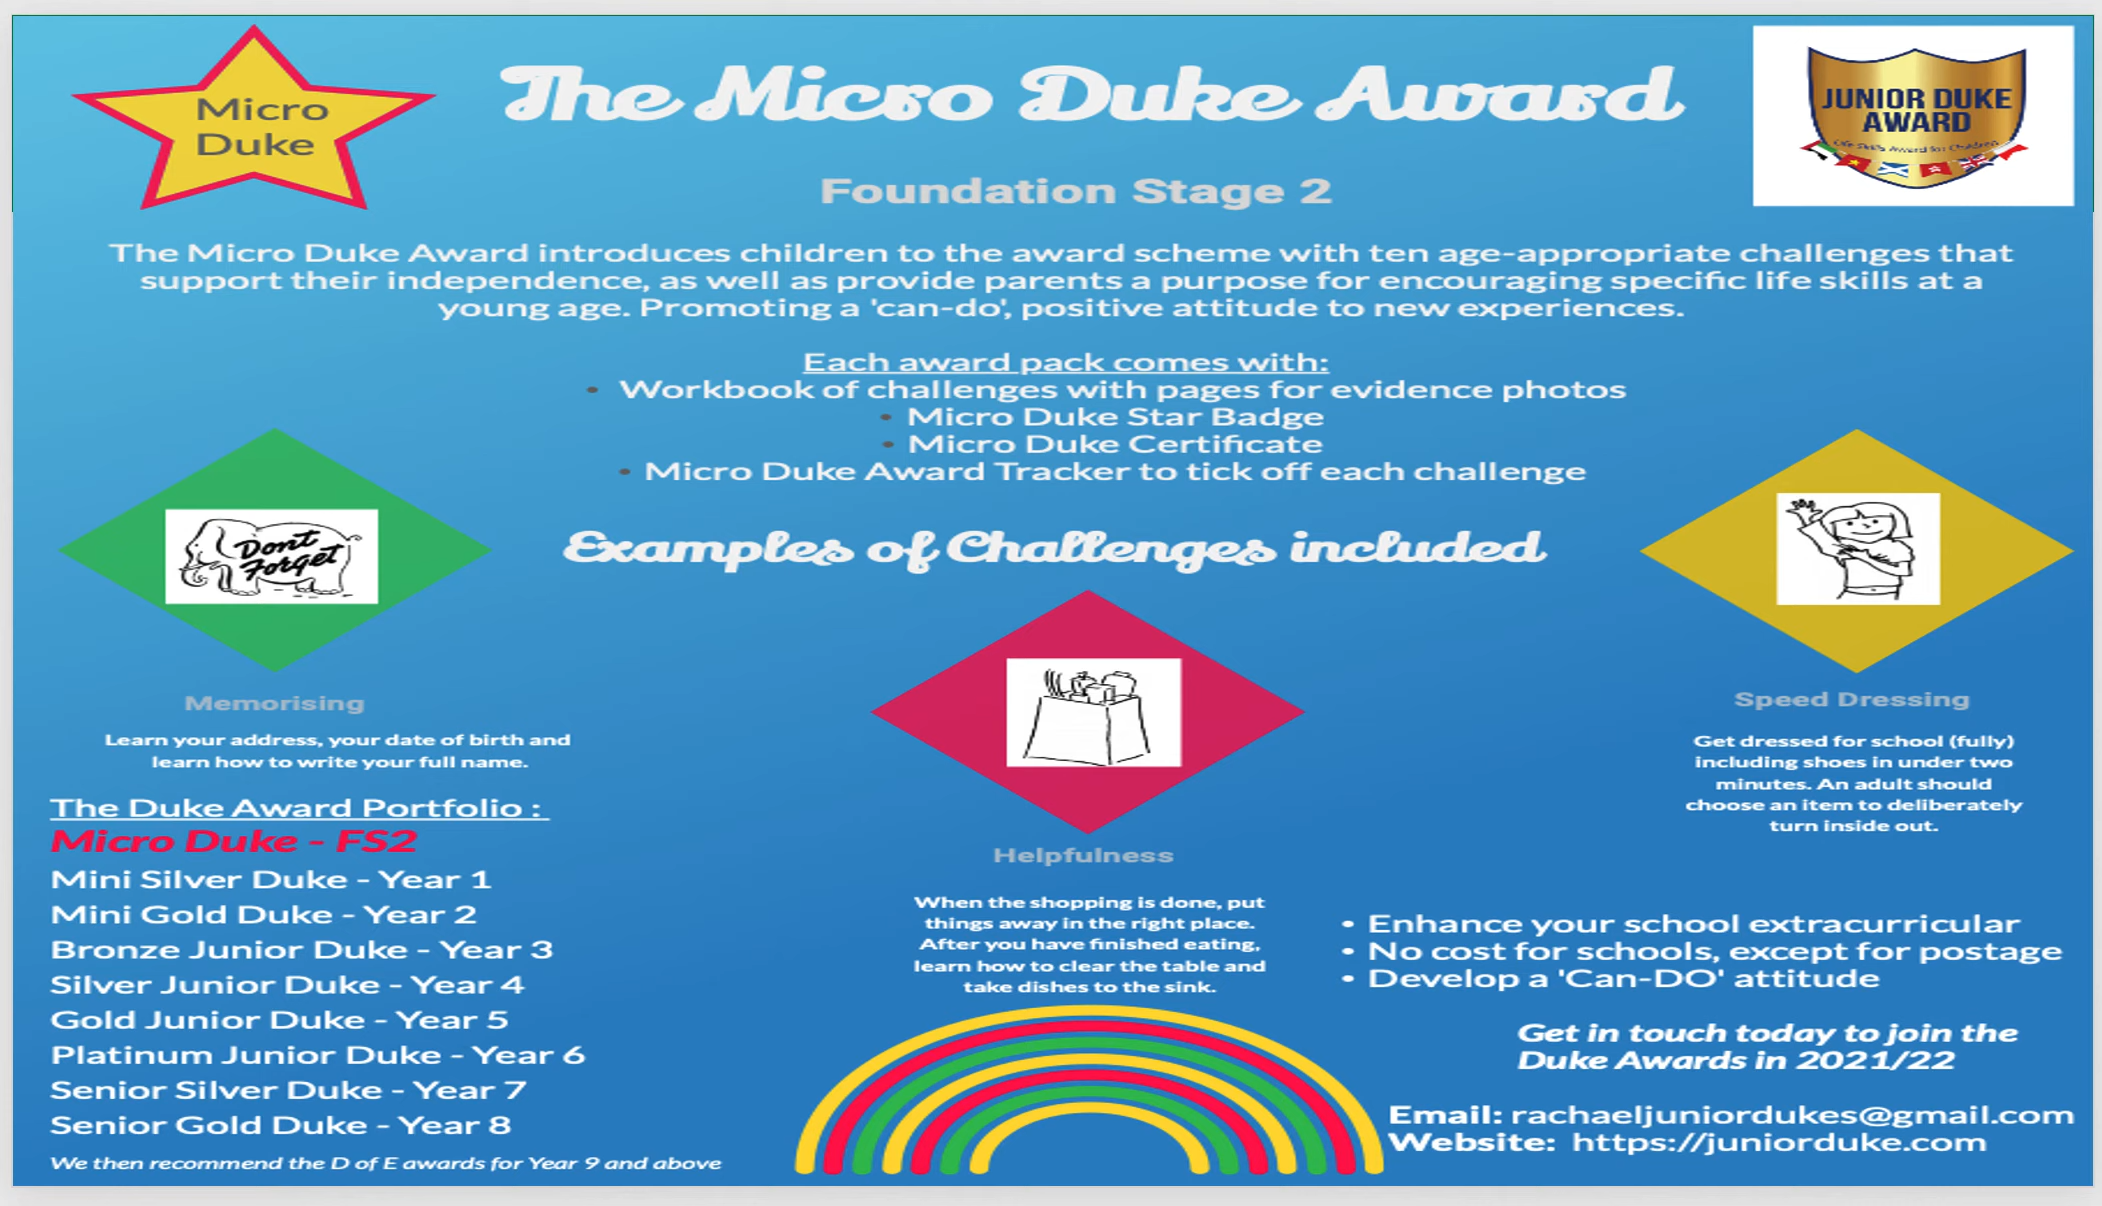 Micro
Duke
The Micro Duke Award
JUNIOR DUKE
AWARD
Life Skills Award for Children
Foundation Stage 2
The Micro Duke Award introduces children to the award scheme with ten age-appropriate challenges that
support their independence, as well as provide parents a purpose for encouraging specific life skills at a
young age. Promoting a 'can-do', positive attitude to new experiences.
Each award pack comes with:
• Workbook of challenges with pages for evidence photos
• Micro Duke Star Badge
• Micro Duke Certificate
• Micro Duke Award Tracker to tick off each challenge
Examples of Challenges included
Dont
Forget
Memorising
Learn your address, your date of birth and
learn how to write your full name.
Helpfulness
When the shopping is done, put
things away in the right place.
After you have finished eating,
learn how to clear the table and
take dishes to the sink.
Speed Dressing
Get dressed for school (fully)
including shoes in under two
minutes. An adult should
choose an item to deliberately
turn inside out.
The Duke Award Portfolio :
Micro Duke - FS2
Mini Silver Duke - Year 1
Mini Gold Duke - Year 2
Bronze Junior Duke - Year 3
Silver Junior Duke - Year 4
Gold Junior Duke - Year 5
Platinum Junior Duke - Year 6
Senior Silver Duke - Year 7
Senior Gold Duke - Year 8
We then recommend the D of E awards for Year 9 and above
• Enhance your school extracurricular
• No cost for schools, except for postage
• Develop a 'Can-DO' attitude
Get in touch today to join the
Duke Awards in 2021/22
Email: rachaeljuniordukes@gmail.com
Website: https://juniorduke.com